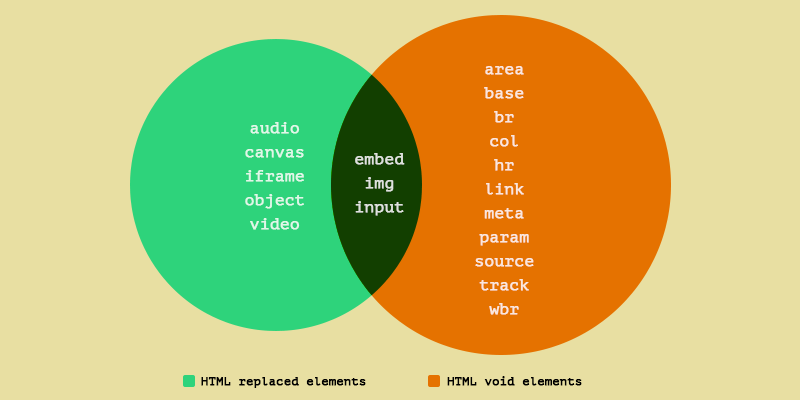 audio
canvas
iframe
object
video
embed
img
input
area
base
br
col
hr
link
meta
param
source
track
wbr
HTML replaced elements
HTML void elements